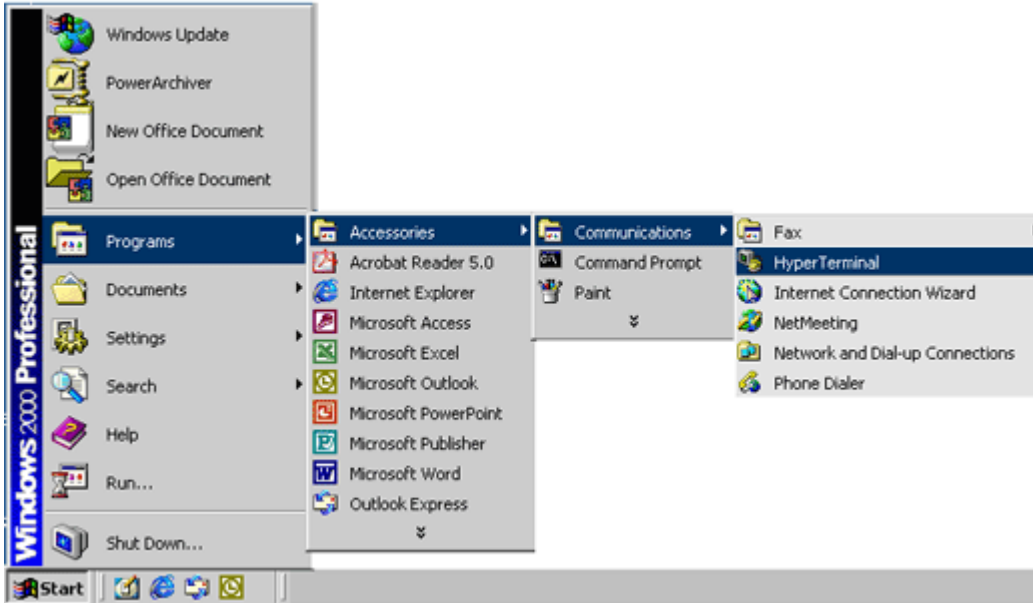 Windows Update
PowerArchiver
New Office Document
Open Office Document
Programs
Documents
Settings
Search
Help
Run...
Shut Down...
Windows 2000 Professional
Accessories
Acrobat Reader 5.0
Internet Explorer
Microsoft Access
Microsoft Excel
Microsoft Outlook
Microsoft PowerPoint
Microsoft Publisher
Microsoft Word
Outlook Express
Communications
Command Prompt
Paint
Fax
HyperTerminal
Internet Connection Wizard
NetMeeting
Network and Dial-up Connections
Phone Dialer
Start